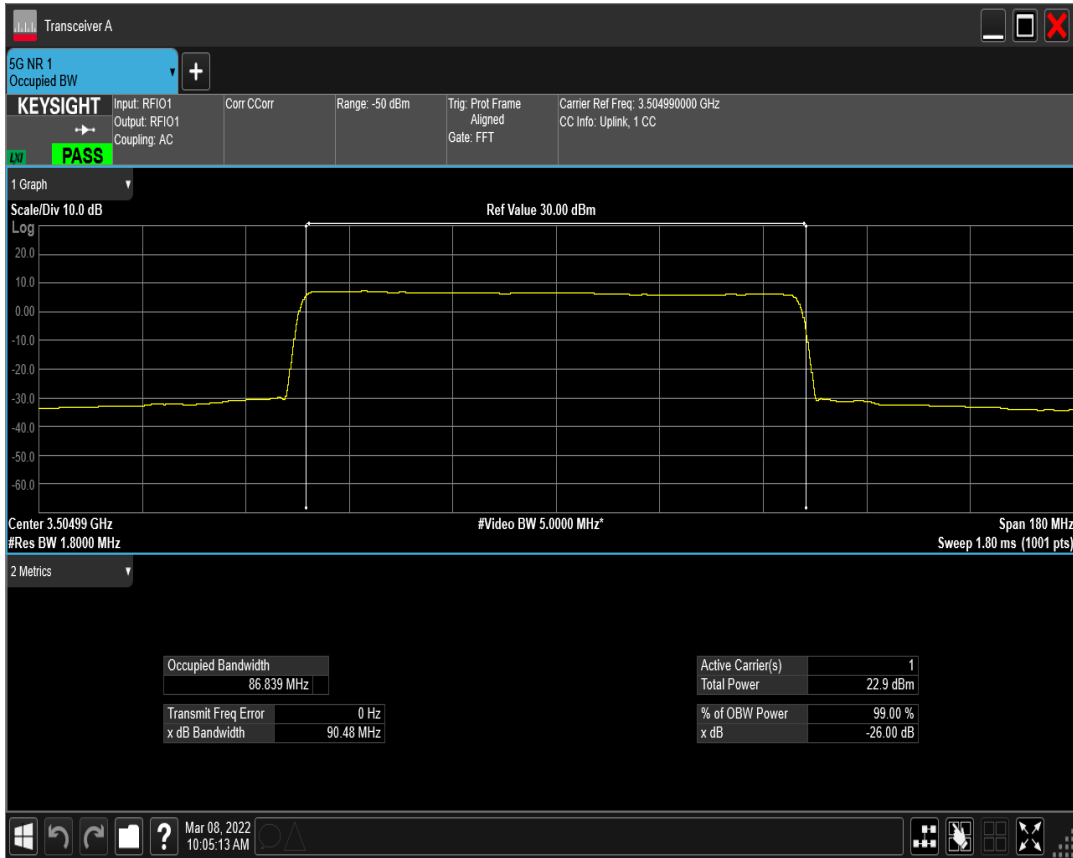 Transceiver A
5G NR 1
Occupied BW
+
KEYSIGHT
LXI
PASS
Input: RFIO1
Output: RFIO1
Coupling: AC
Corr CCorr
Range: -50 dBm
Trig: Prot Frame
Aligned
Gate: FFT
Carrier Ref Freq: 3.504990000 GHz
CC Info: Uplink, 1 CC
1 Graph
Scale/Div 10.0 dB
Ref Value 30.00 dBm
Log
20.0
10.0
0.00
-10.0
-20.0
-30.0
-40.0
-50.0
-60.0
Center 3.50499 GHz
#Video BW 5.0000 MHz*
Span 180 MHz
#Res BW 1.8000 MHz
Sweep 1.80 ms (1001 pts)
2 Metrics
Occupied Bandwidth
86.839 MHz
Transmit Freq Error 0 Hz
x dB Bandwidth 90.48 MHz
Active Carrier(s) 1
Total Power 22.9 dBm
% of OBW Power 99.00 %
x dB -26.00 dB
?
Mar 08, 2022
10:05:13 AM